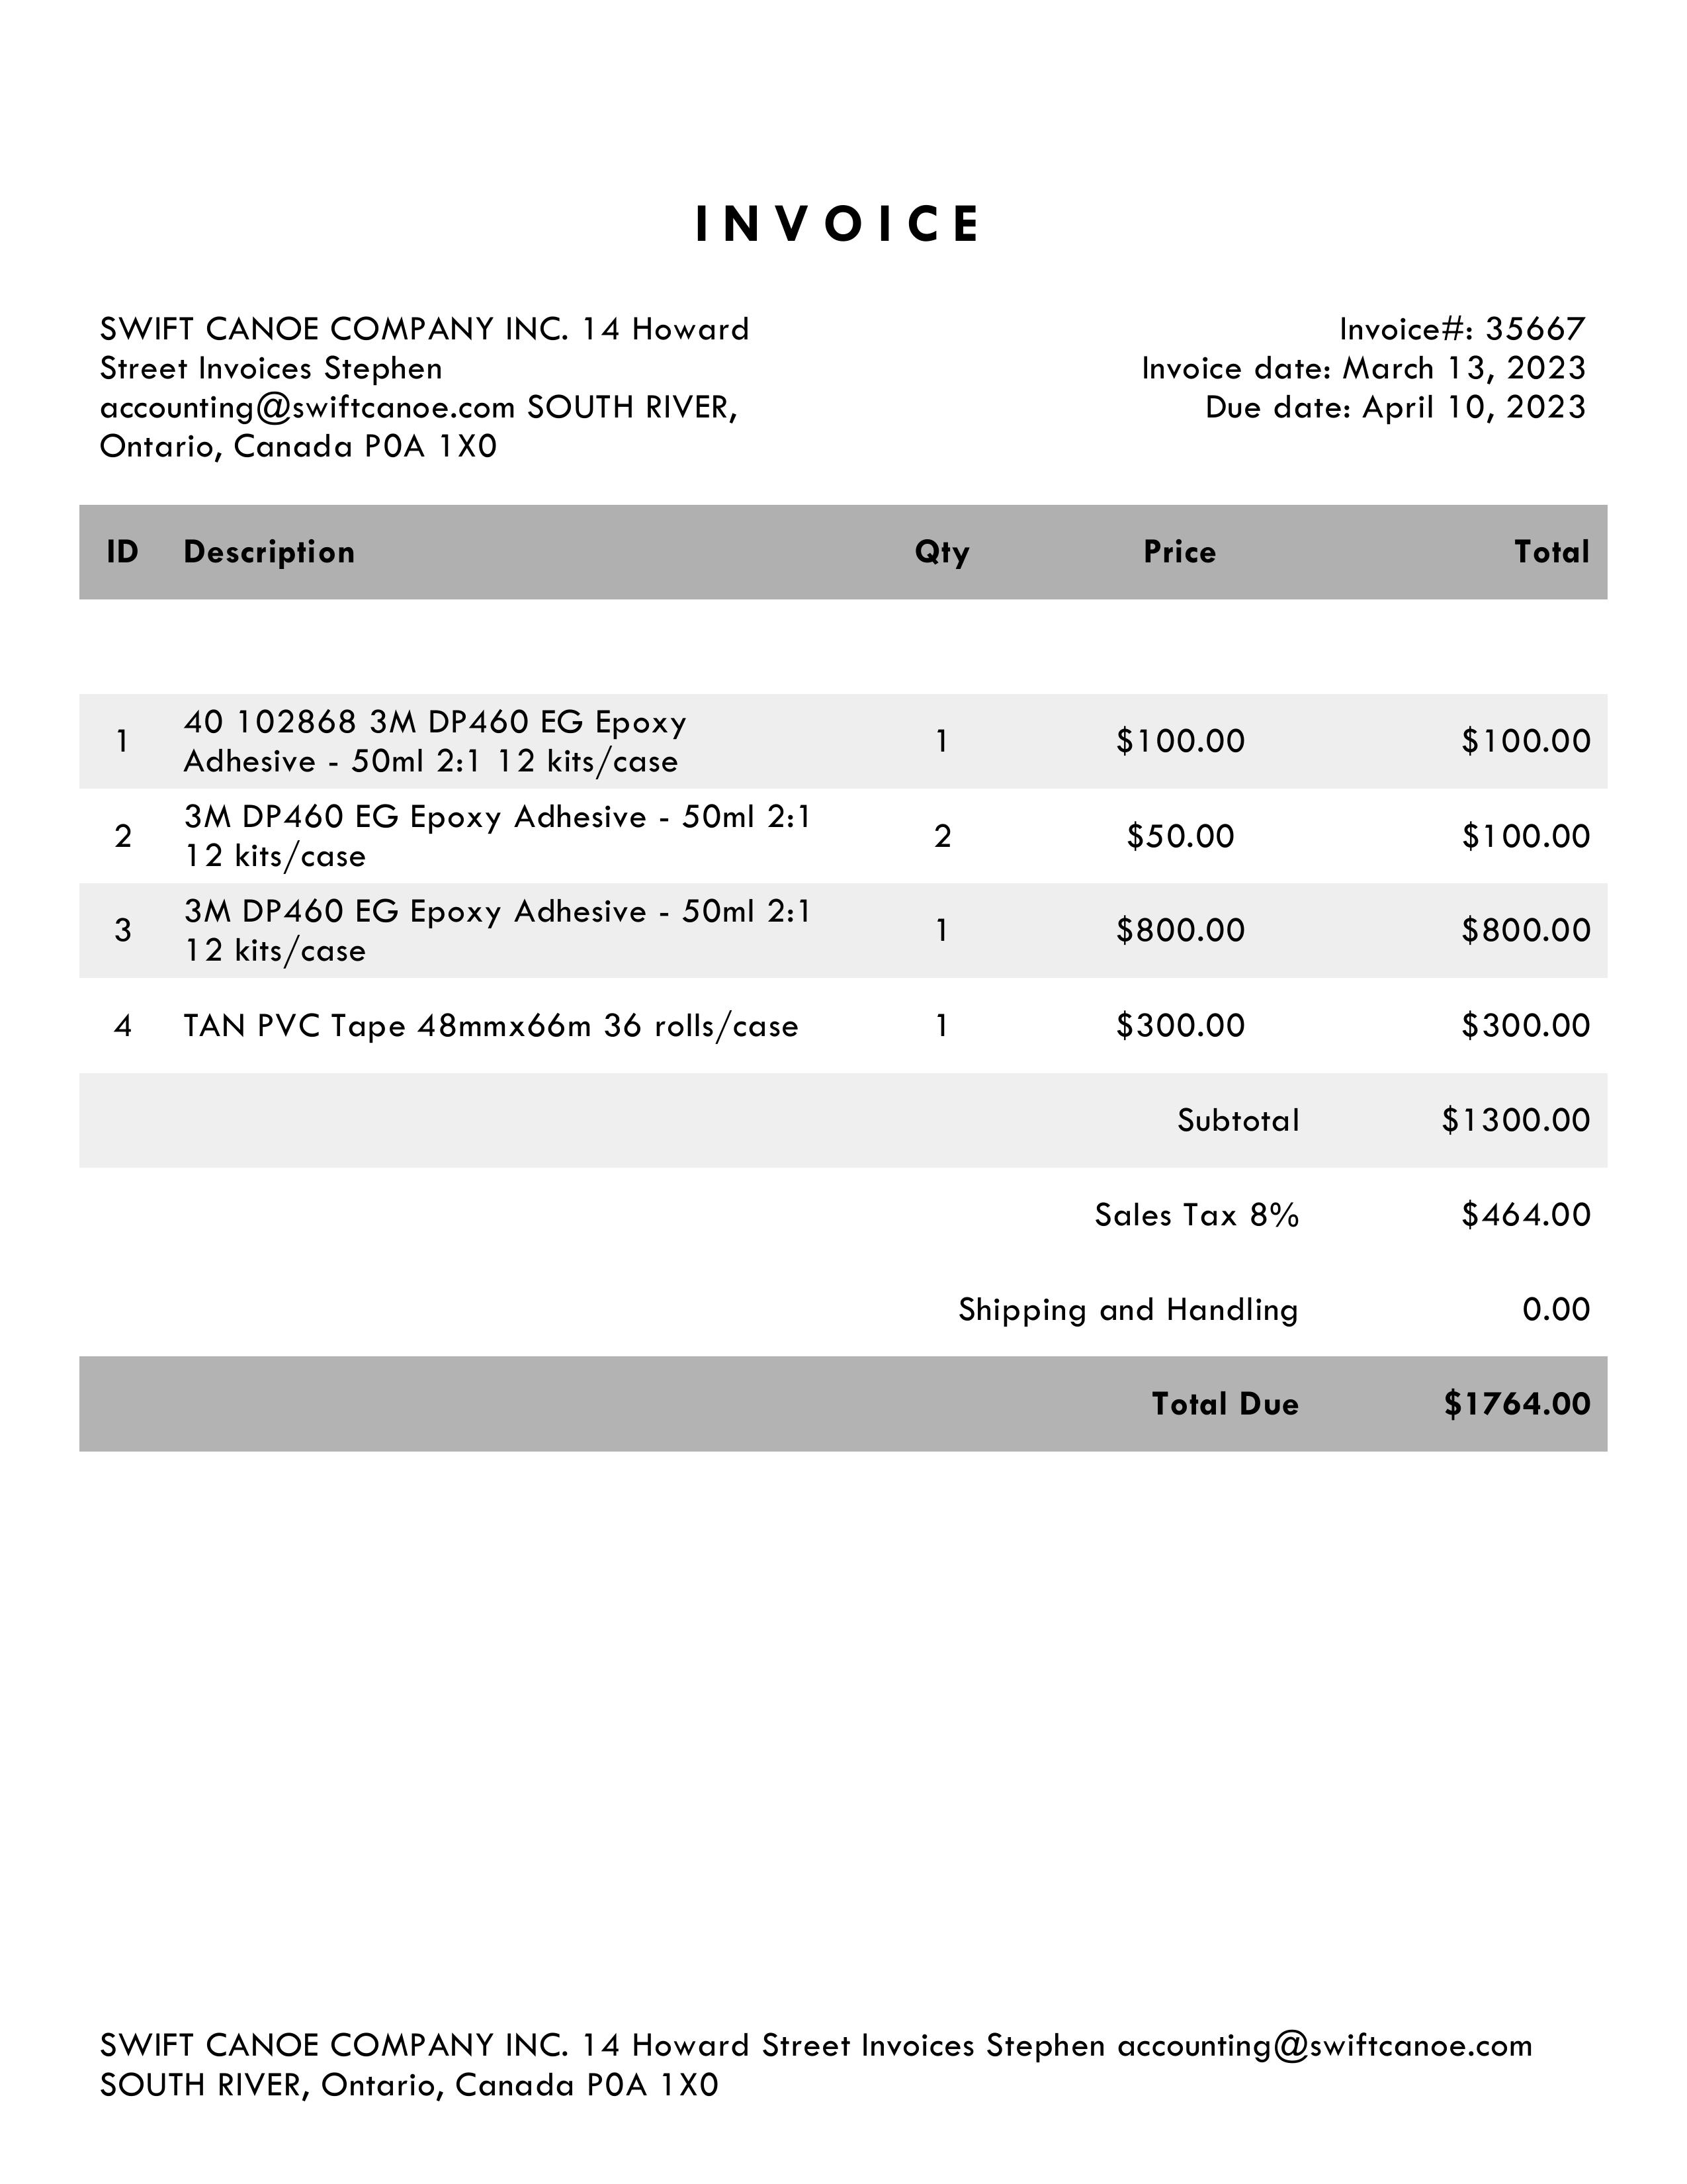 INVOICE
SWIFT CANOE COMPANY INC. 14 Howard
Street Invoices Stephen
accounting@swiftcanoe.com SOUTH RIVER,
Ontario, Canada P0A 1X0
Invoice#: 35667
Invoice date: March 13, 2023
Due date: April 10, 2023
ID Description Qty Price Total
1 40 102868 3M DP460 EG Epoxy
Adhesive - 50ml 2:1 12 kits/case 1 $100.00 $100.00
2 3M DP460 EG Epoxy Adhesive - 50ml 2:1
12 kits/case 2 $50.00 $100.00
3 3M DP460 EG Epoxy Adhesive - 50ml 2:1
12 kits/case 1 $800.00 $800.00
4 TAN PVC Tape 48mmx66m 36 rolls/case 1 $300.00 $300.00
Subtotal $1300.00
Sales Tax 8% $464.00
Shipping and Handling 0.00
Total Due $1764.00
SWIFT CANOE COMPANY INC. 14 Howard Street Invoices Stephen accounting@swiftcanoe.com
SOUTH RIVER, Ontario, Canada P0A 1X0